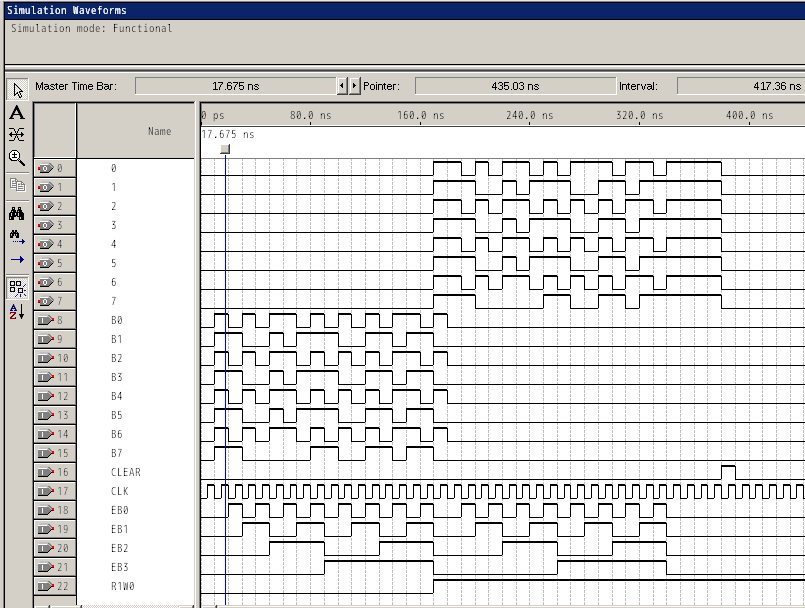 Simulation Waveforms
Simulation mode: Functional
Master Time Bar: 17.675 ns Pointer: 435.03 ns Interval: 417.36 ns
Name 0 ps 80.0 ns 160.0 ns 240.0 ns 320.0 ns 400.0 ns
17.675 ns
0 0
1 1
2 2
3 3
4 4
5 5
6 6
7 7
8 B0
9 B1
10 B2
11 B3
12 B4
13 B5
14 B6
15 B7
16 CLEAR
17 CLK
18 EB0
19 EB1
20 EB2
21 EB3
22 R1W0